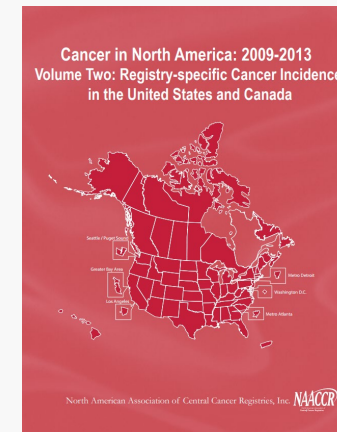 Cancer in North America: 2009-2013
Volume Two: Registry-specific Cancer Incidence
in the United States and Canada
Seattle / Puget Sound
Greater Bay Area
Los Angeles
Metro Detroit
Washington D.C.
Metro Atlanta
North American Association of Central Cancer Registries, Inc.
NAACCR